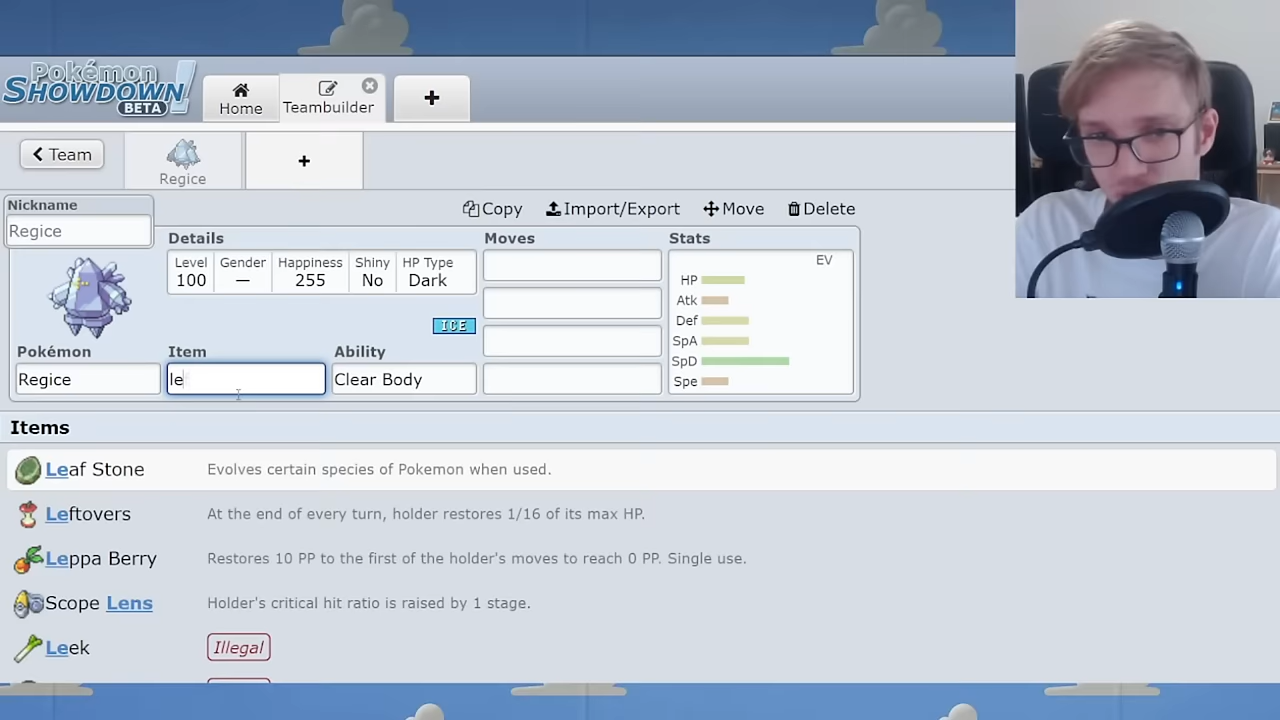 Pokémon
SHOWDOWN!
BETA
Home
Teambuilder
+
Team
Regice
+
Nickname
Regice
Copy
Import/Export
Move
Delete
Details
Moves
Stats
Level
Gender
Happiness
Shiny
HP Type
100
—
255
No
Dark
EV
HP
Atk
Def
SpA
SpD
Spe
ICE
Pokémon
Item
Ability
Regice
le
Clear Body
Items
Leaf Stone Evolves certain species of Pokemon when used.
Leftovers At the end of every turn, holder restores 1/16 of its max HP.
Leppa Berry Restores 10 PP to the first of the holder's moves to reach 0 PP. Single use.
Scope Lens Holder's critical hit ratio is raised by 1 stage.
Leek Illegal